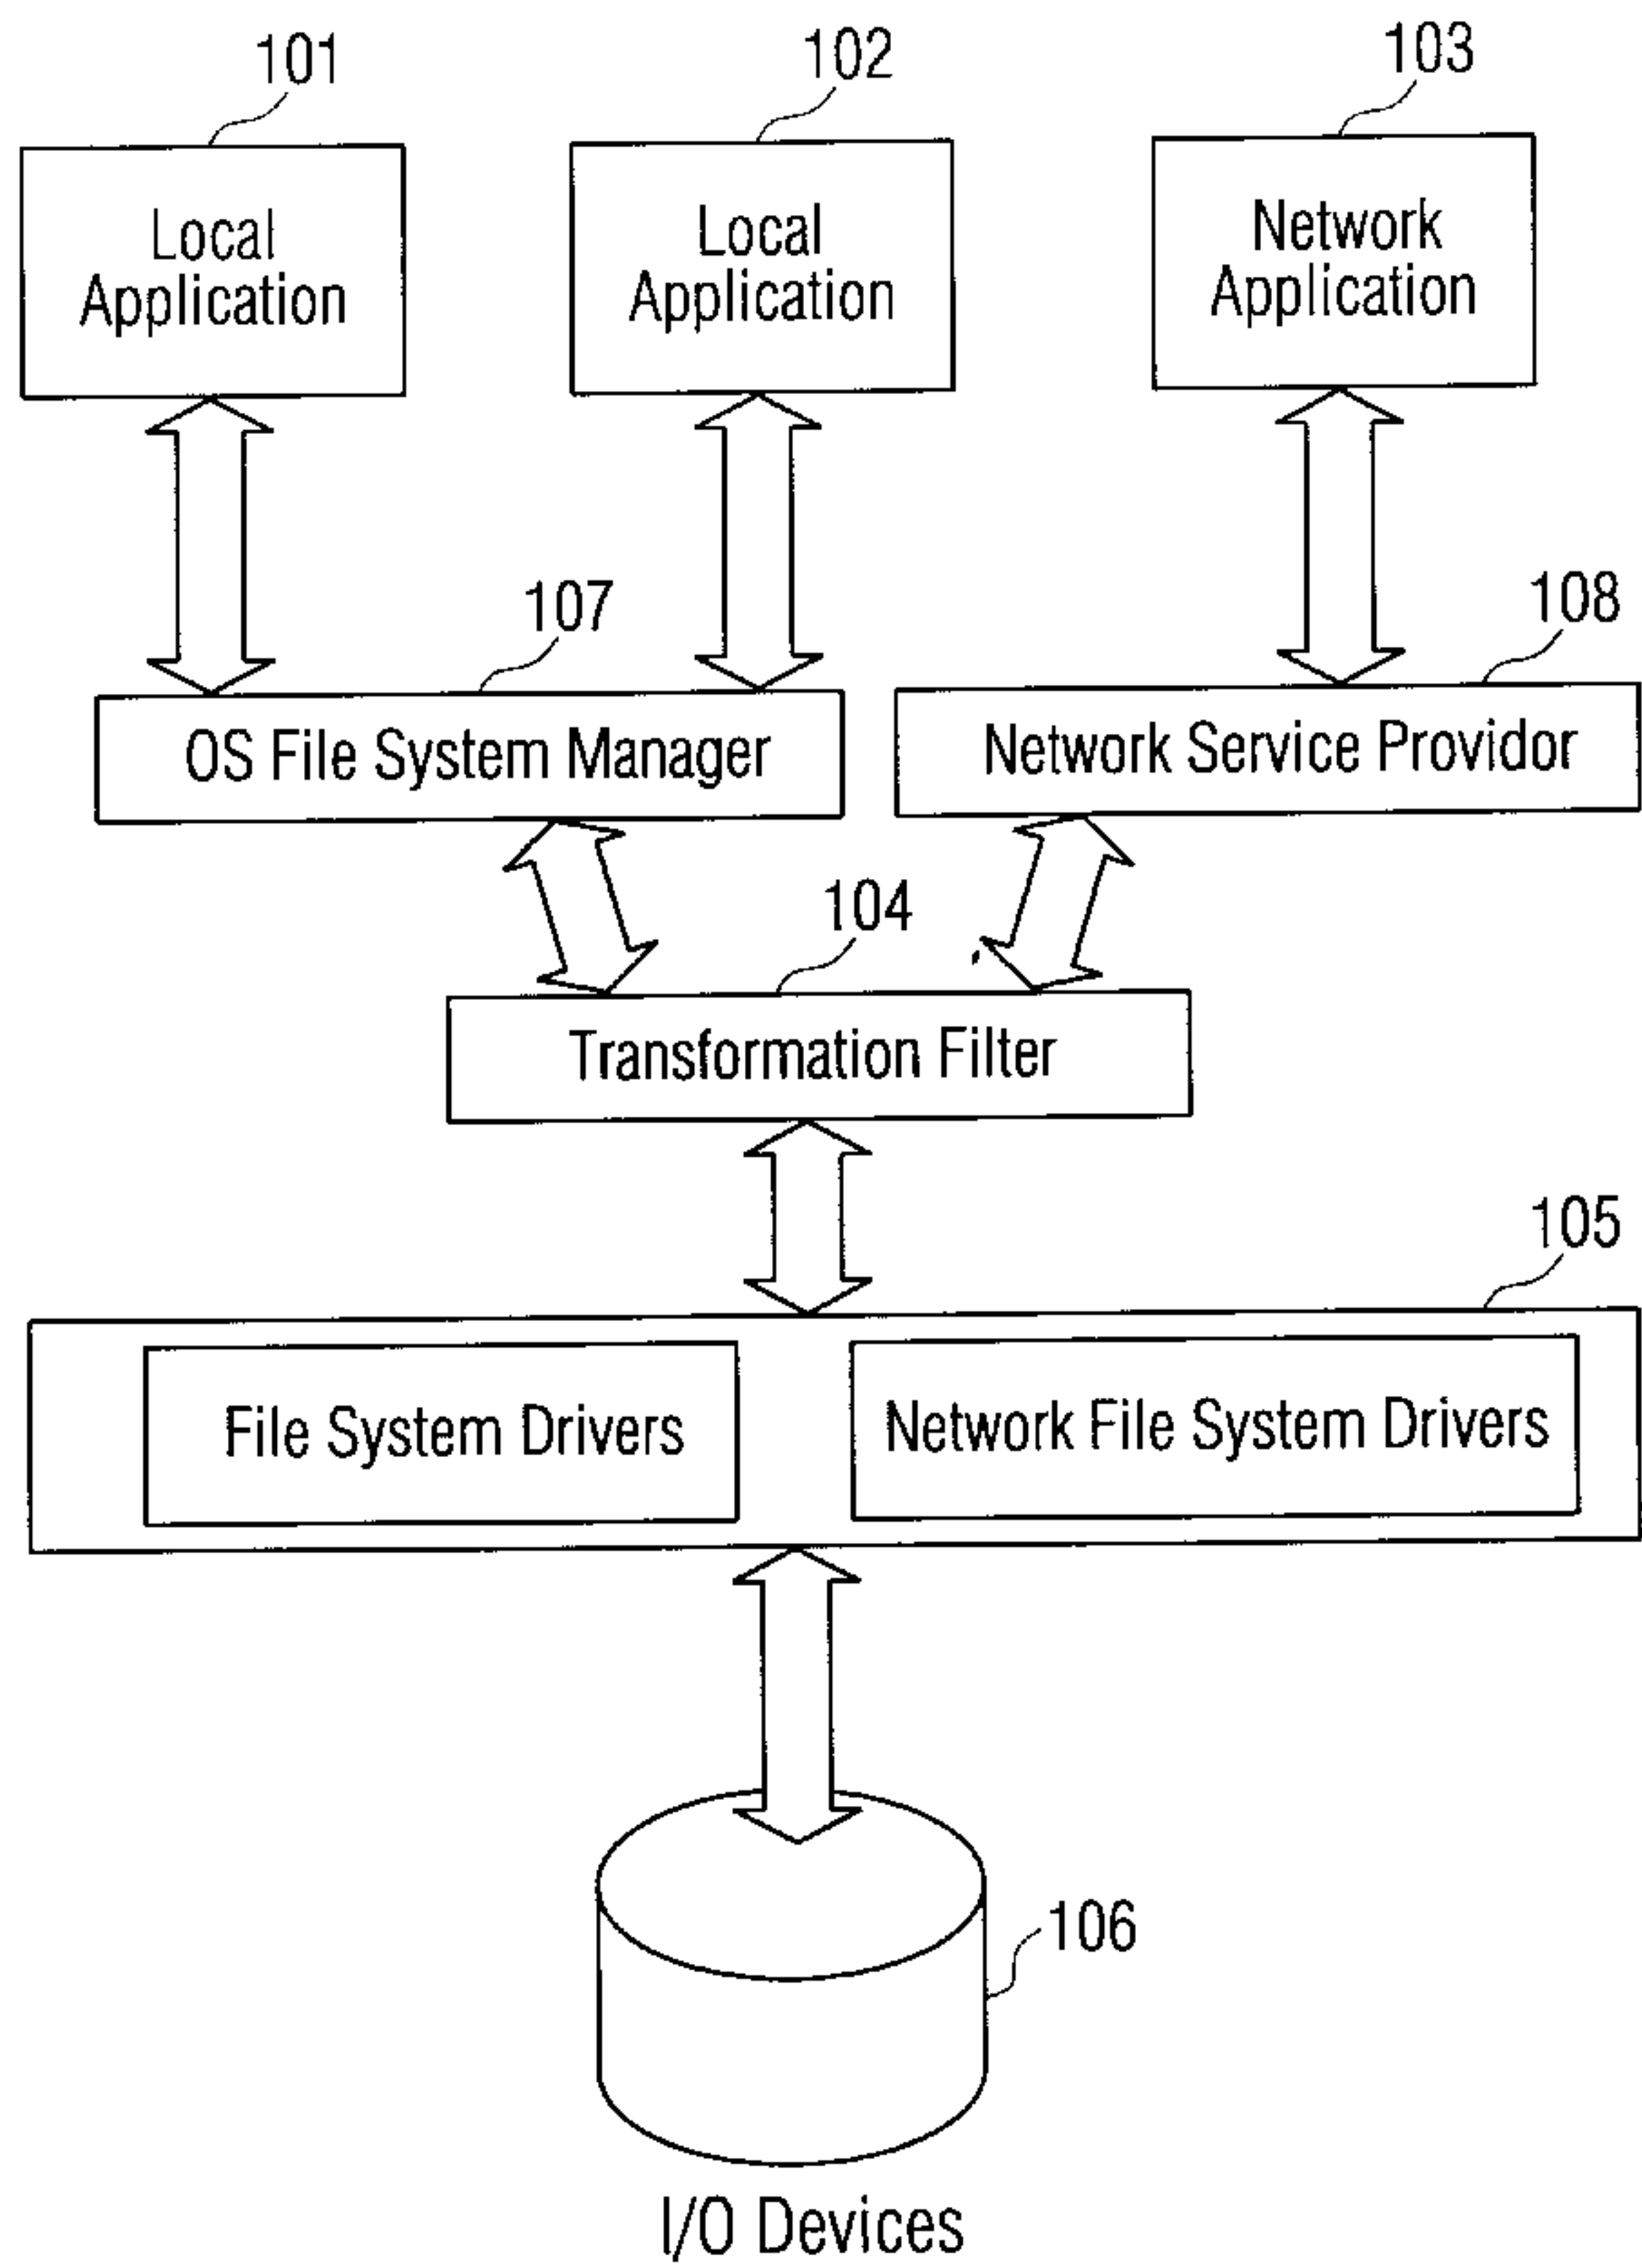 101
102
103
Local
Application
Local
Application
Network
Application
107
108
OS File System Manager
Network Service Providor
104
Transformation Filter
105
File System Drivers
Network File System Drivers
106
I/O Devices